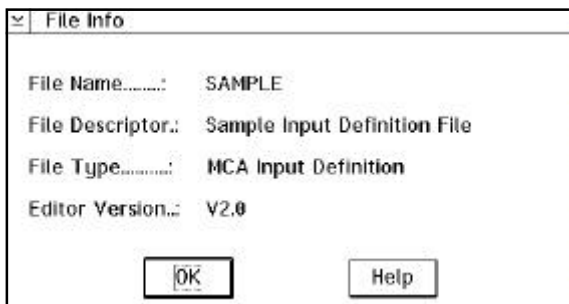 File Info
File Name........: SAMPLE
File Descriptor.: Sample Input Definition File
File Type..........: MCA Input Definition
Editor Version..: V2.0
OK Help